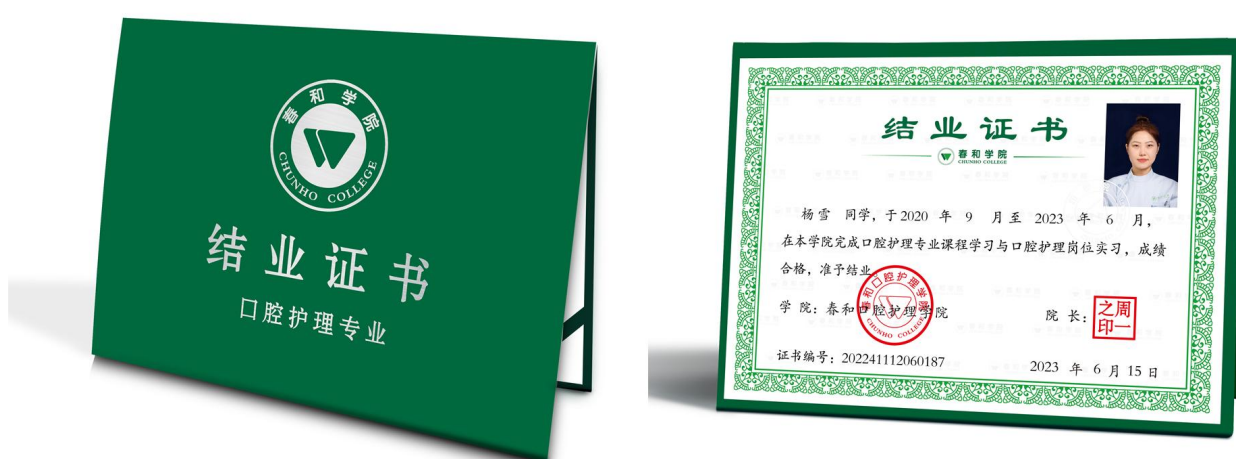 春和学院
CHUNHO COLLEGE
结业证书
口腔护理专业
结业证书
春和学院
CHUNHO COLLEGE
杨雪 同学，于2020 年 9 月至 2023 年 6 月，
在本学院完成口腔护理专业课程学习与口腔护理岗位实习，成绩
合格，准予结业。
学 院：春和口腔护理学院
春和口腔护理学院
CHUNHO COLLEGE
院 长：
周一之印
证书编号：202241112060187
2023 年 6 月 15 日